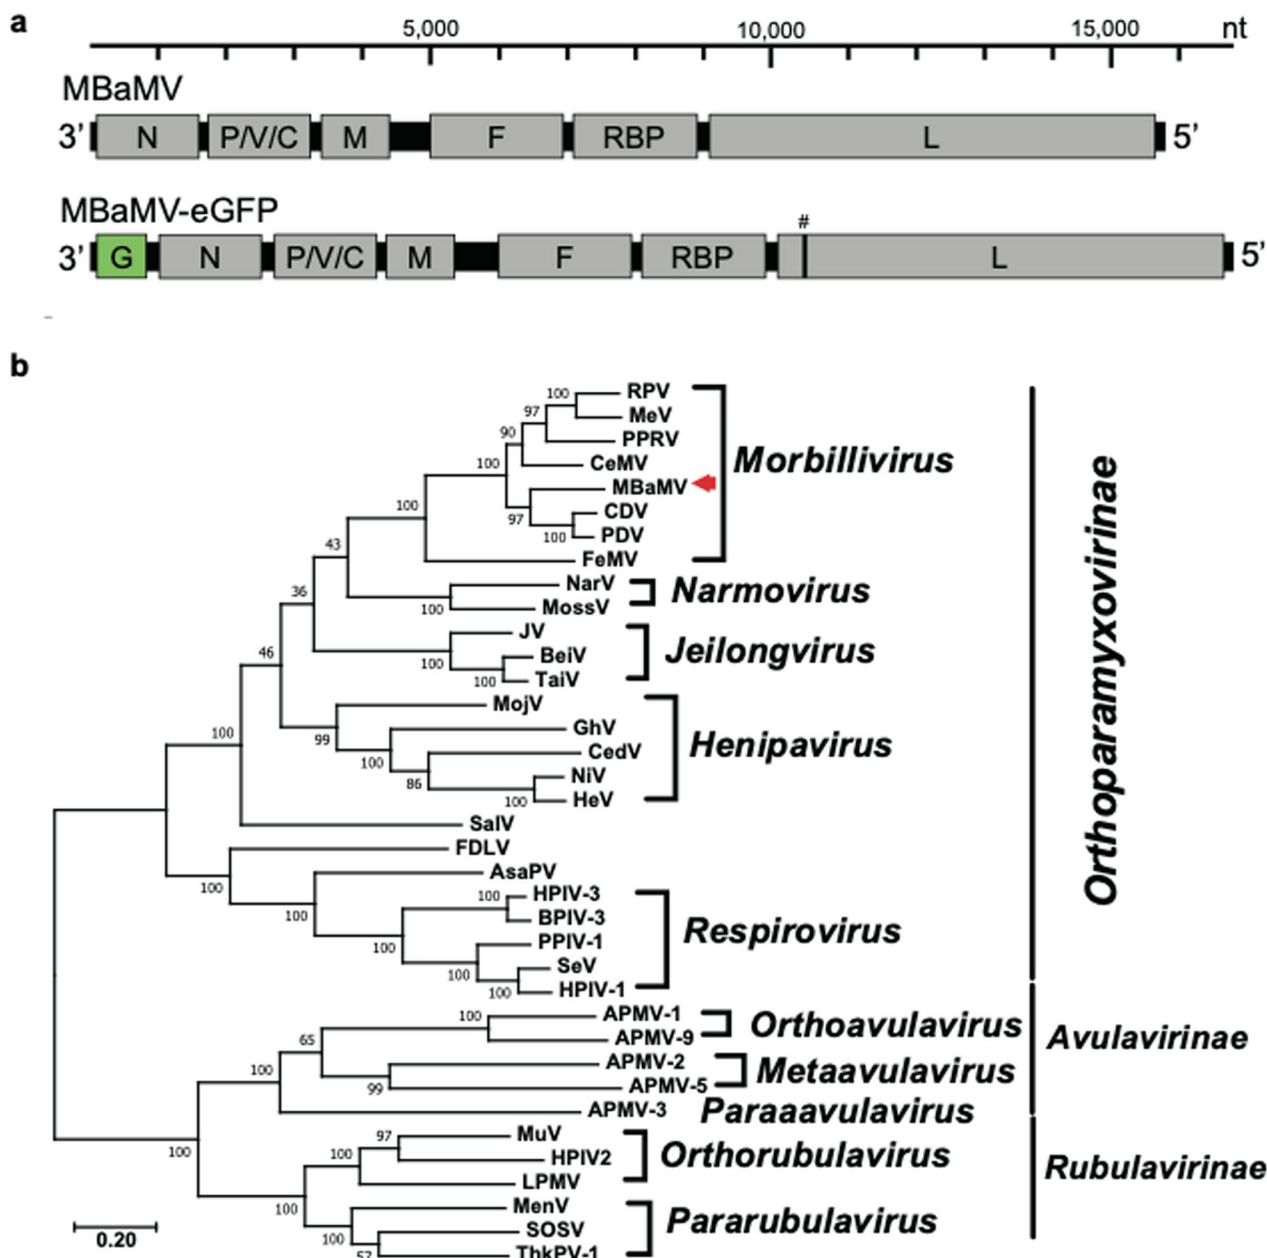 a
5,000 10,000 15,000 nt
MBaMV
3’ N P/V/C M F RBP L 5’
MBaMV-eGFP
#
3’ G N P/V/C M F RBP L 5’
b
100 RPV
97 MeV
90 PPRV
100 CeMV
Morbillivirus
MBaMV
97 CDV
100 PDV
100
FeMV
43
NarV
Narmovirus
100 MossV
36
JV
100 BeiV
Jeilongvirus
100 TaiV
46
MojV
99 GhV
100 CedV
Henipavirus
86 NiV
100 HeV
100
SalV
FDLV
100
AsaPV
100
100 HPIV-3
BPIV-3
Respirovirus
100 PPIV-1
100 SeV
100 HPIV-1
Orthoparamyxovirinae
100 APMV-1
Orthoavulavirus
APMV-9
65
APMV-2
Metaavulavirus
99 APMV-5
100
APMV-3 Paraaavulavirus
Avulavirinae
100
97 MuV
100 HPIV2
Orthorubulavirus
LPMV
100
MenV
100 SOSV
Pararubulavirus
57 ThkPV-1
Rubulavirinae
0.20